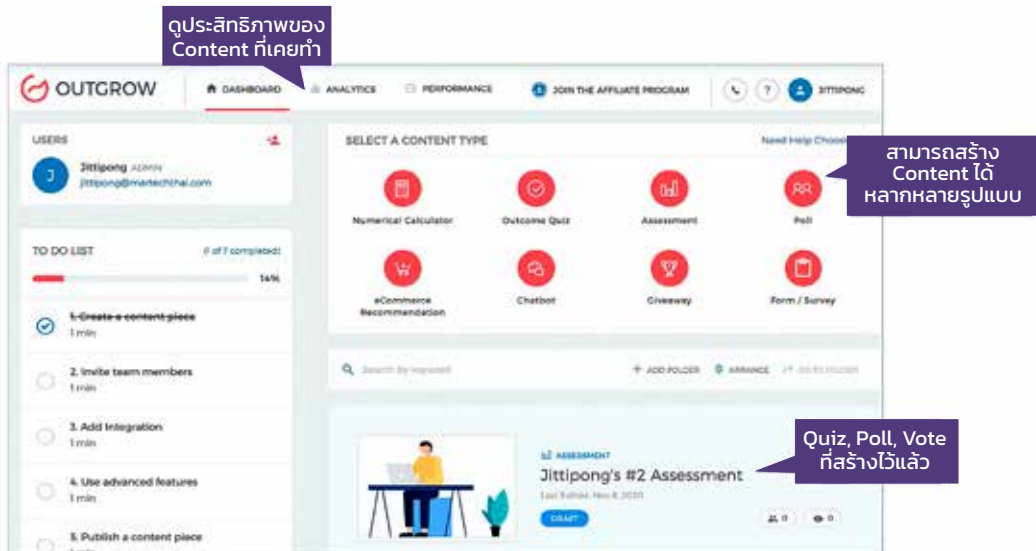 ดูประสิทธิภาพของ
Content ที่เคยทำ
OUTGROW
DASHBOARD
ANALYTICS
PERFORMANCE
JOIN THE AFFILIATE PROGRAM
?
JITTIPONG
USERS
J
Jittipong ADMIN
jittipong@martechthai.com
SELECT A CONTENT TYPE
Need Help
สามารถสร้าง
Content ได้
หลากหลายรูปแบบ
Numerical Calculator
Outcome Quiz
Assessment
Poll
eCommerce
Recommendation
Chatbot
Giveaway
Form / Survey
TO DO LIST
(1 of 7 completed)
14%
1. Create a content piece
1 min
2. Invite team members
1 min
3. Add Integration
1 min
4. Use advanced features
1 min
5. Publish a content piece
Search by keyword
+ ADD FOLDER
ARRANGE
ASSESSMENT
Jittipong's #2 Assessment
Last Edited: Nov 8, 2020
DRAFT
0
0
Quiz, Poll, Vote
ที่สร้างไว้แล้ว